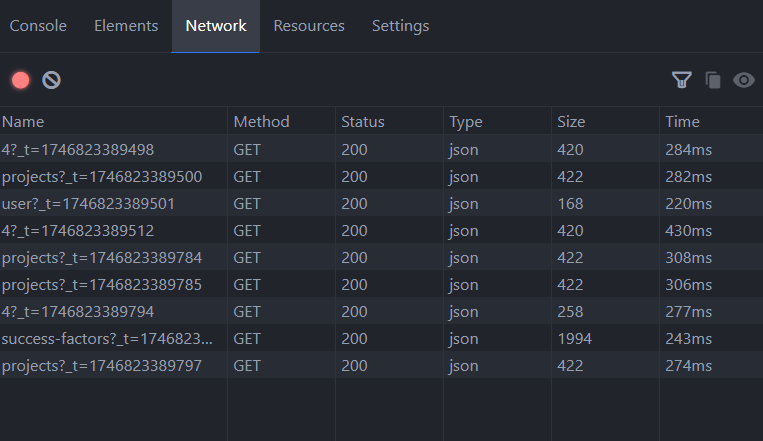 Console Elements Network Resources Settings
Name Method Status Type Size Time
4?_t=1746823389498 GET 200 json 420 284ms
projects?_t=1746823389500 GET 200 json 422 282ms
user?_t=1746823389501 GET 200 json 168 220ms
4?_t=1746823389512 GET 200 json 420 430ms
projects?_t=1746823389784 GET 200 json 422 308ms
projects?_t=1746823389785 GET 200 json 422 306ms
4?_t=1746823389794 GET 200 json 258 277ms
success-factors?_t=1746823... GET 200 json 1994 243ms
projects?_t=1746823389797 GET 200 json 422 274ms